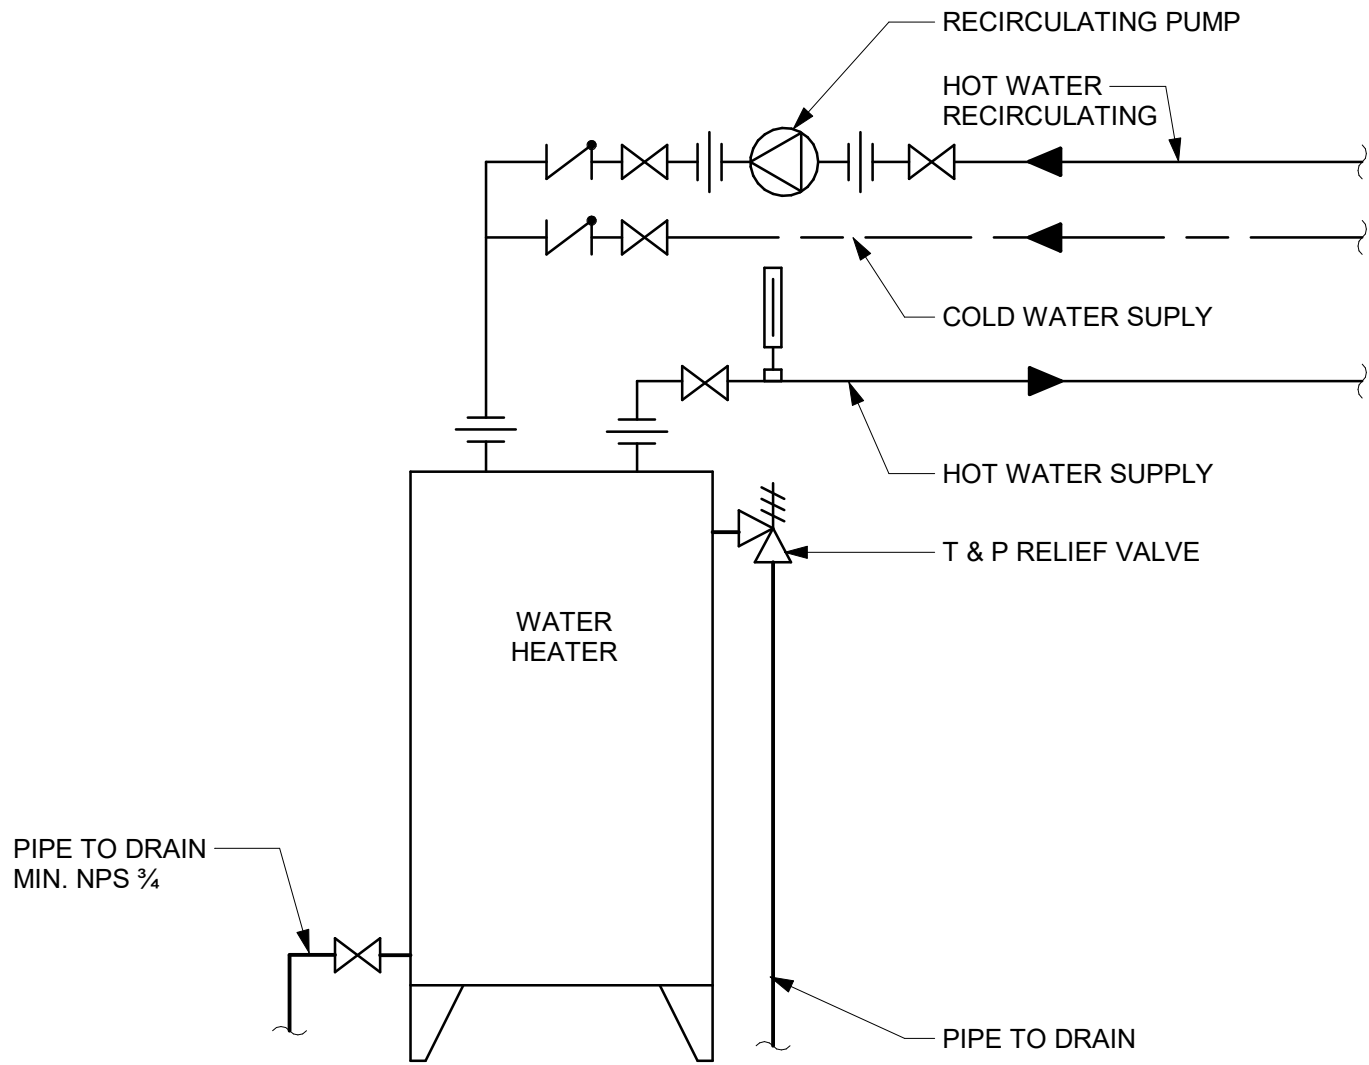 RECIRCULATING PUMP
HOT WATER
RECIRCULATING
COLD WATER SUPLY
HOT WATER SUPPLY
T & P RELIEF VALVE
WATER
HEATER
PIPE TO DRAIN
MIN. NPS ¾
PIPE TO DRAIN